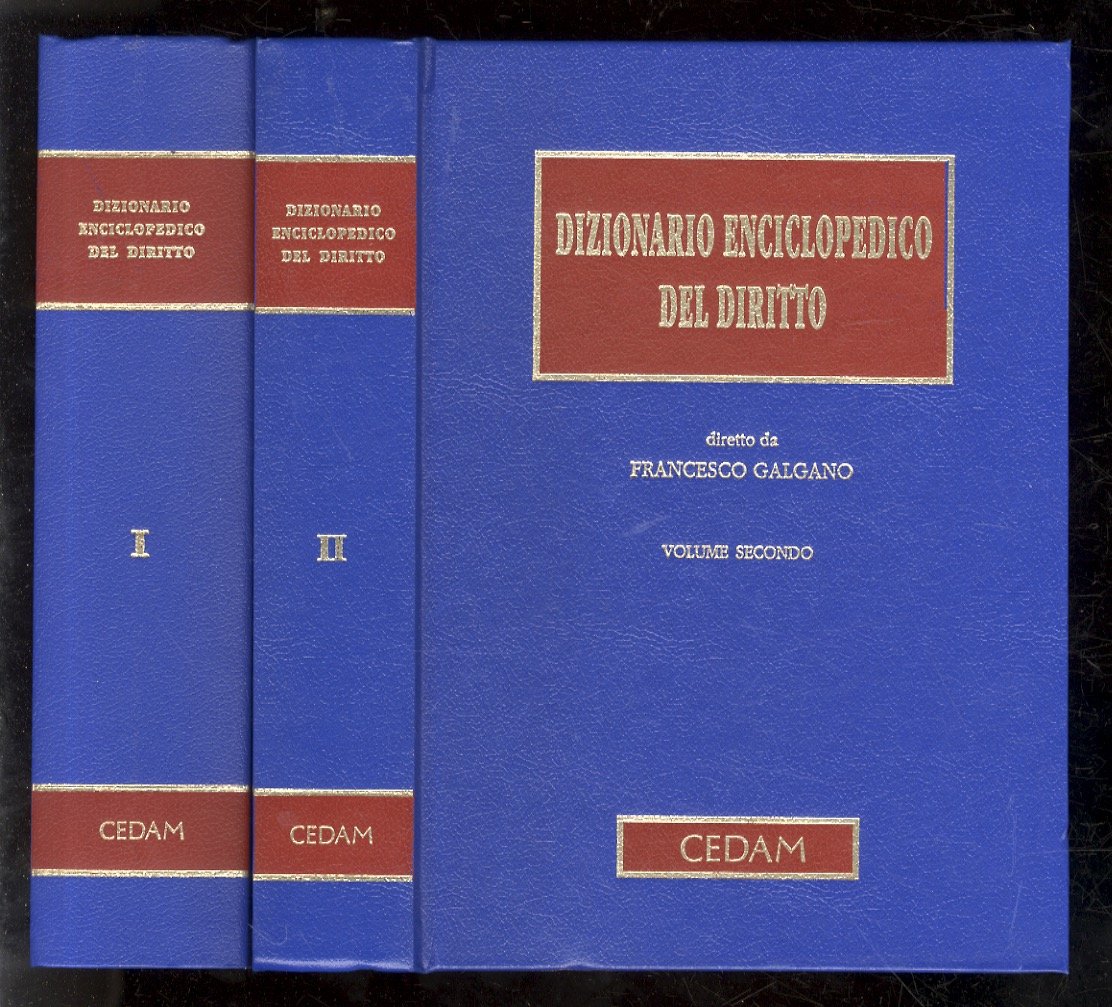 DIZIONARIO
ENCICLOPEDICO
DEL DIRITTO
I
CEDAM
DIZIONARIO
ENCICLOPEDICO
DEL DIRITTO
II
CEDAM
DIZIONARIO ENCICLOPEDICO
DEL DIRITTO
diretto da
FRANCESCO GALGANO
VOLUME SECONDO
CEDAM